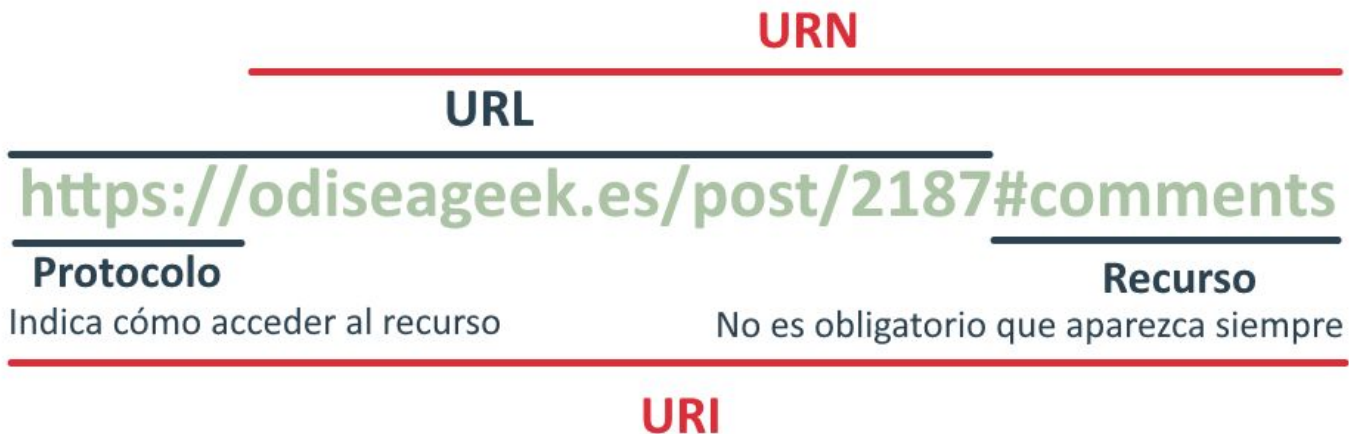 URN
URL
https://odiseageek.es/post/2187#comments
Protocolo
Indica cómo acceder al recurso
Recurso
No es obligatorio que aparezca siempre
URI